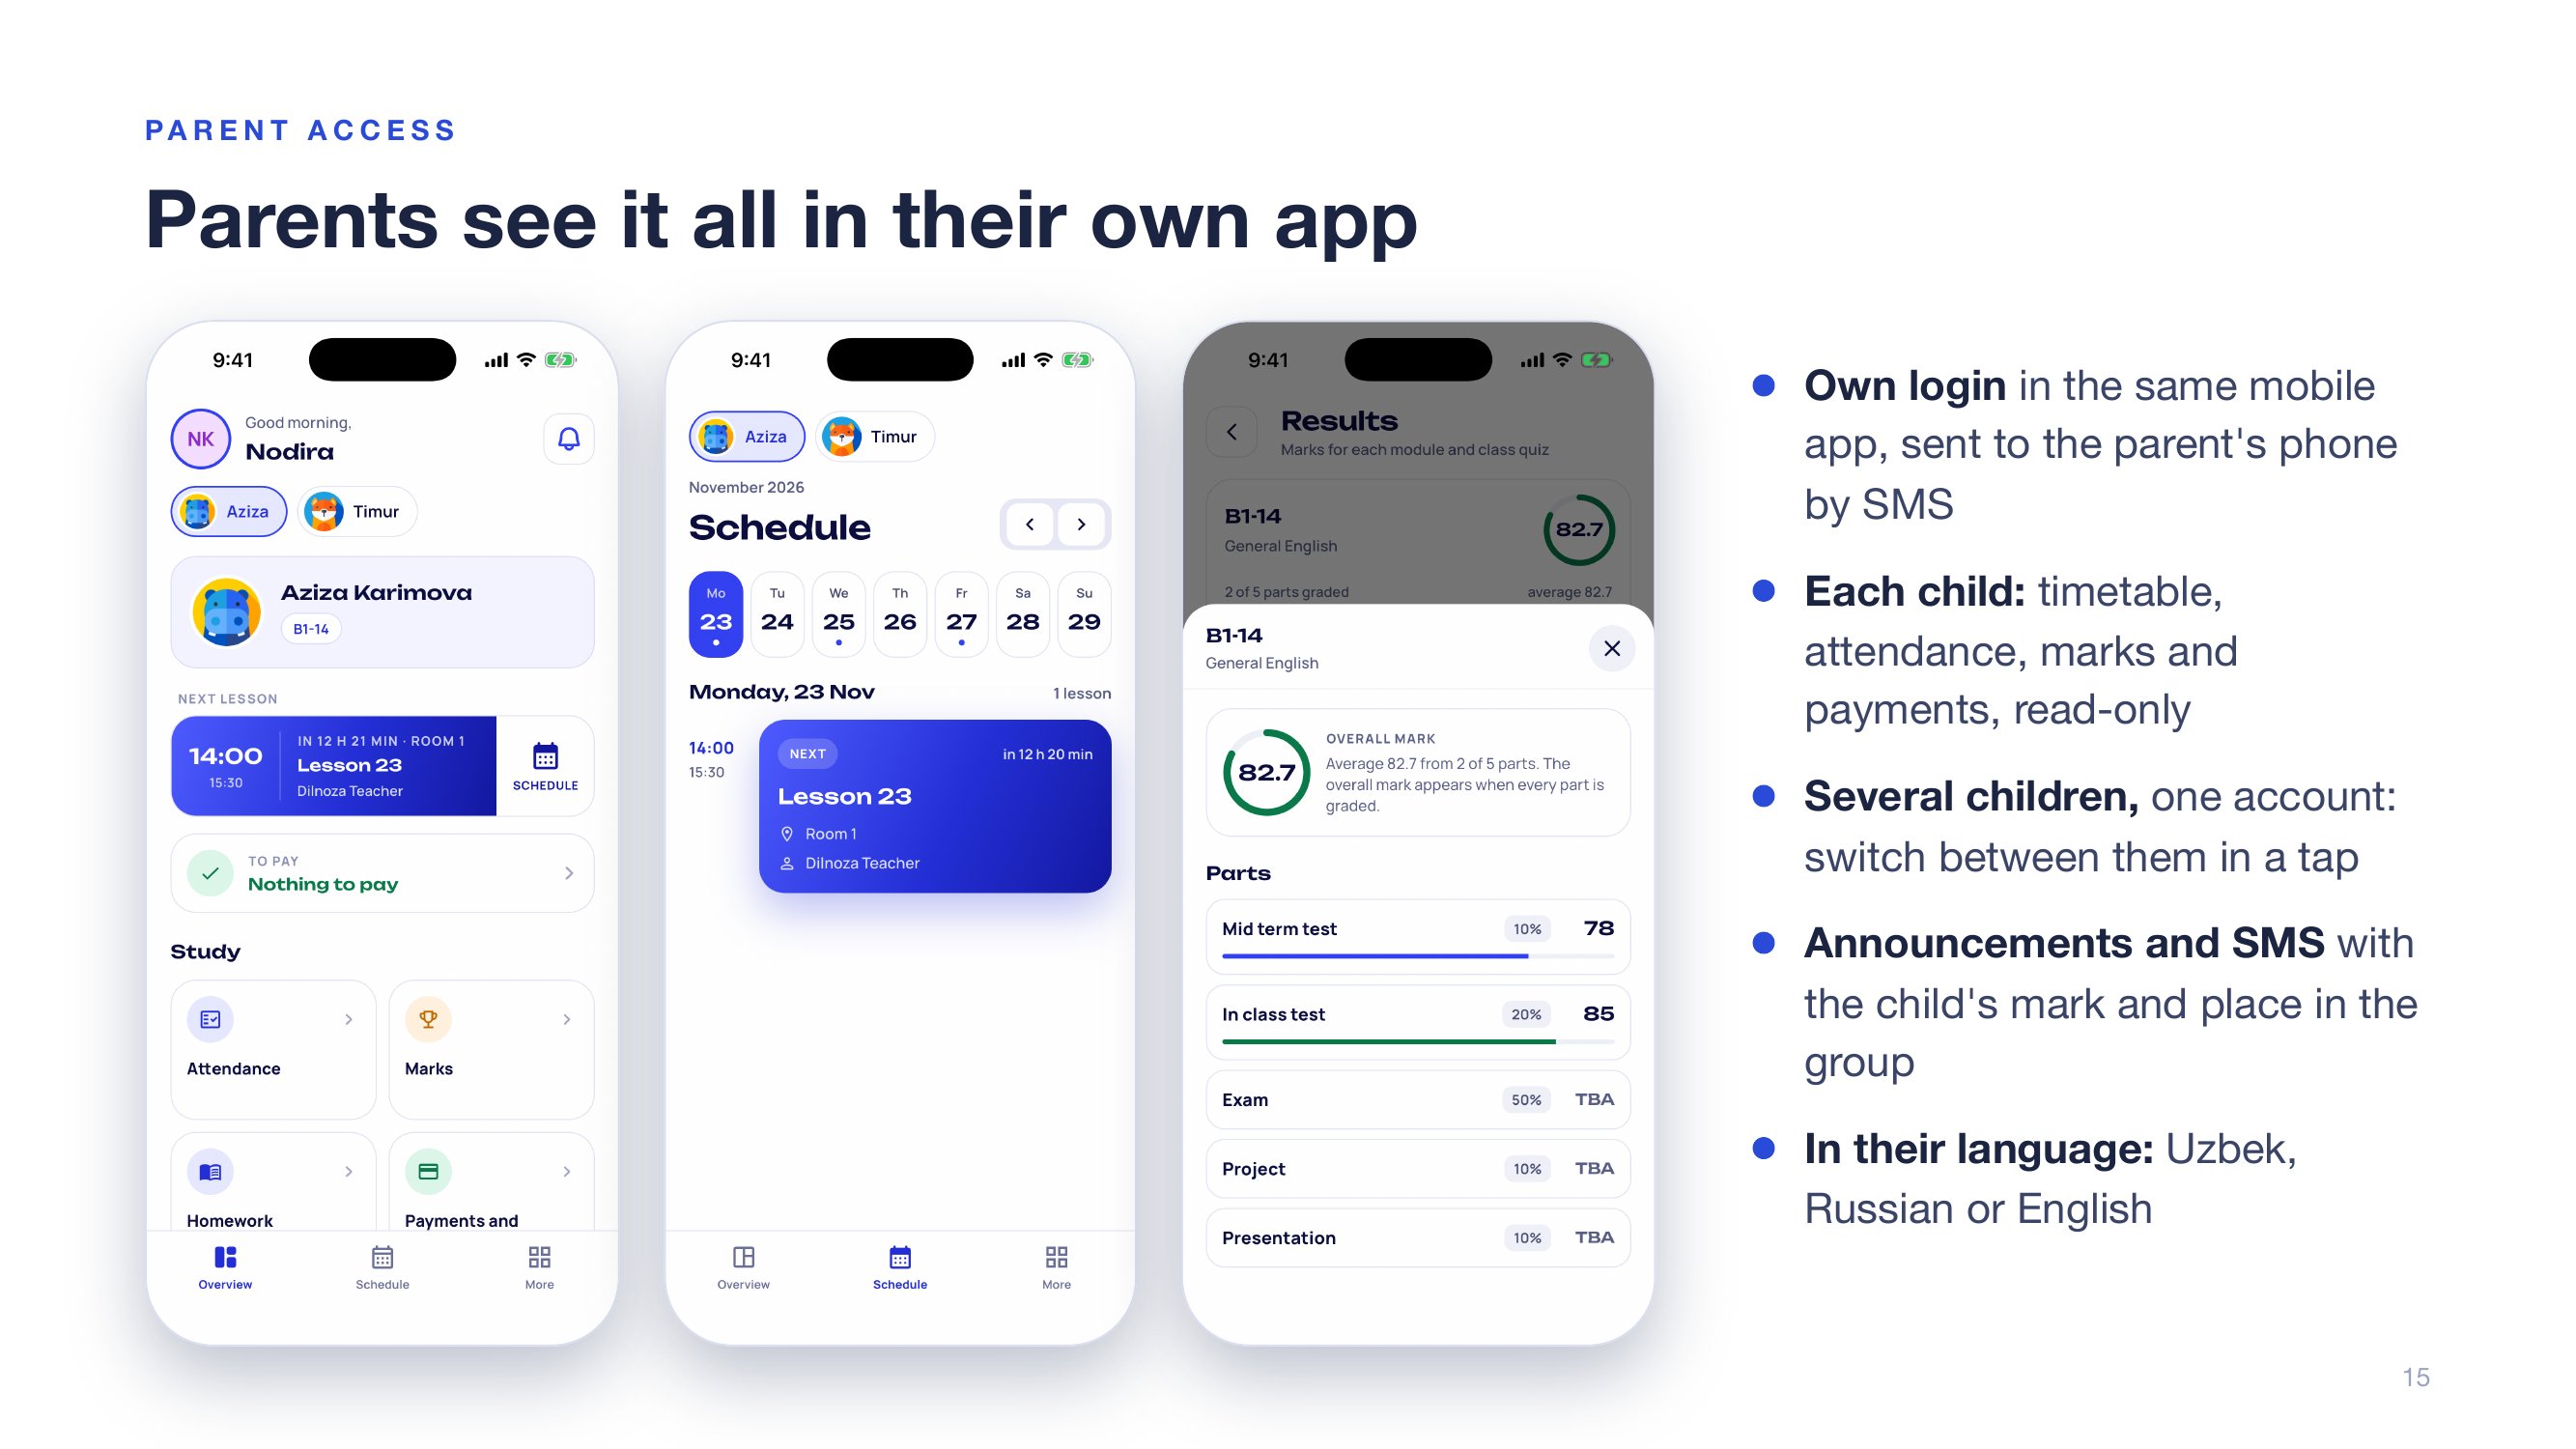 PARENT ACCESS
Parents see it all in their own app
9:41
NK
Good morning,
Nodira
Aziza
Timur
Aziza Karimova
B1-14
NEXT LESSON
14:00
15:30
IN 12 H 21 MIN · ROOM 1
Lesson 23
Dilnoza Teacher
SCHEDULE
TO PAY
Nothing to pay
Study
Attendance
Marks
Homework
Payments and
Overview
Schedule
More
9:41
Aziza
Timur
November 2026
Schedule
Mo Tu We Th Fr Sa Su
23 24 25 26 27 28 29
Monday, 23 Nov
1 lesson
14:00
15:30
NEXT
in 12 h 20 min
Lesson 23
Room 1
Dilnoza Teacher
Overview
Schedule
More
9:41
Results
Marks for each module and class quiz
B1-14
General English
82.7
2 of 5 parts graded
average 82.7
B1-14
General English
82.7
OVERALL MARK
Average 82.7 from 2 of 5 parts. The
overall mark appears when every part is
graded.
Parts
Mid term test 10% 78
In class test 20% 85
Exam 50% TBA
Project 10% TBA
Presentation 10% TBA
Own login in the same mobile
app, sent to the parent's phone
by SMS
Each child: timetable,
attendance, marks and
payments, read-only
Several children, one account:
switch between them in a tap
Announcements and SMS with
the child's mark and place in the
group
In their language: Uzbek,
Russian or English
15